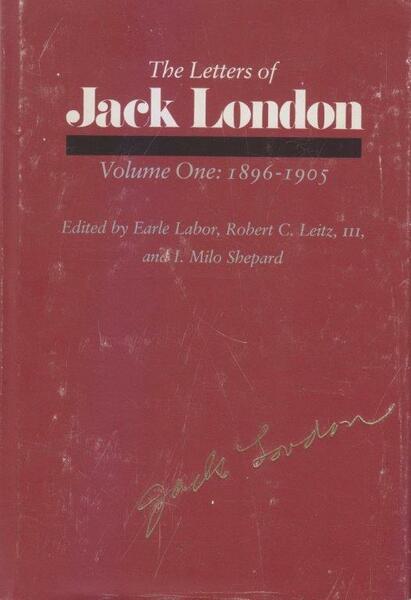 The Letters of
Jack London
Volume One: 1896-1905
Edited by Earle Labor, Robert C. Leitz, III,
and I. Milo Shepard
Jack London